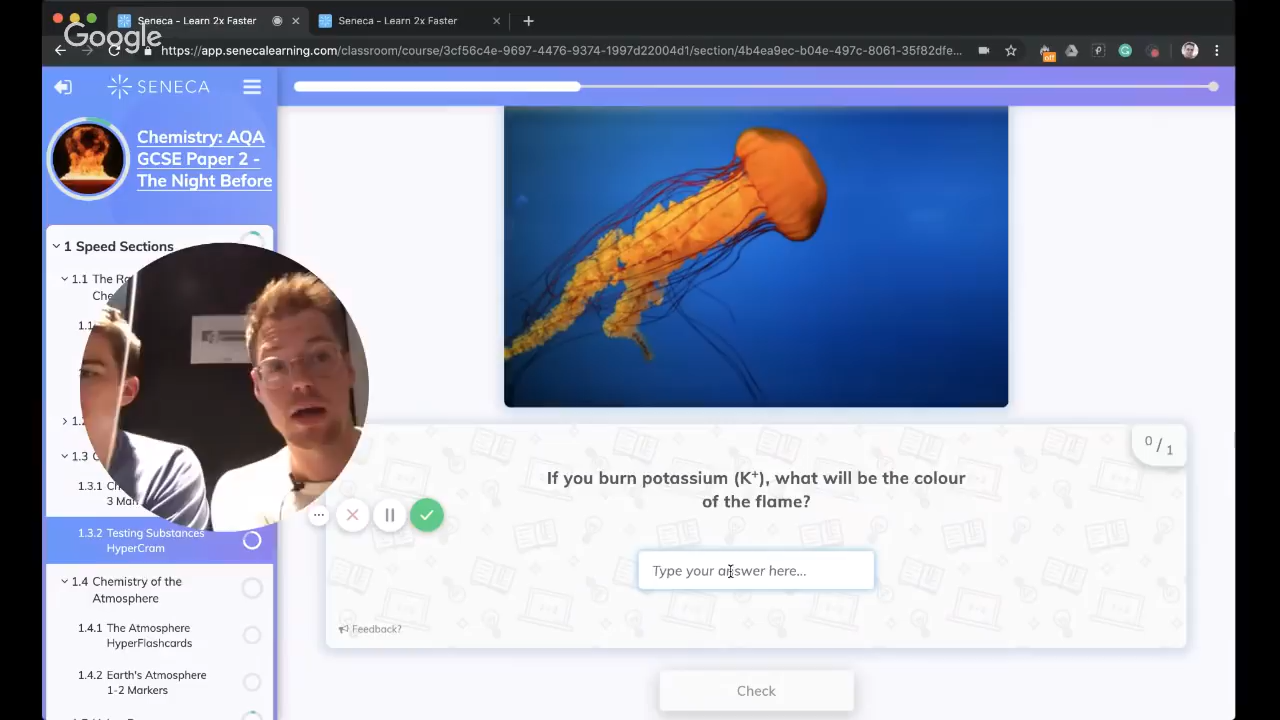 Seneca - Learn 2x Faster
Seneca - Learn 2x Faster
Google
https://app.senecalearning.com/classroom/course/3cf56c4e-9697-4476-9374-1997d22004d1/section/4b4ea9ec-b04e-497c-8061-35f82dfe...
off
SENECA
Chemistry: AQA
GCSE Paper 2 -
The Night Before
1 Speed Sections
1.1 The
1.3
1.3.1
3
1.3.2 Testing Substances
HyperCram
1.4 Chemistry of the
Atmosphere
1.4.1 The Atmosphere
HyperFlashcards
1.4.2 Earth's Atmosphere
1-2 Markers
0 / 1
If you burn potassium (K⁺), what will be the colour
of the flame?
Type your answer here...
Feedback?
Check